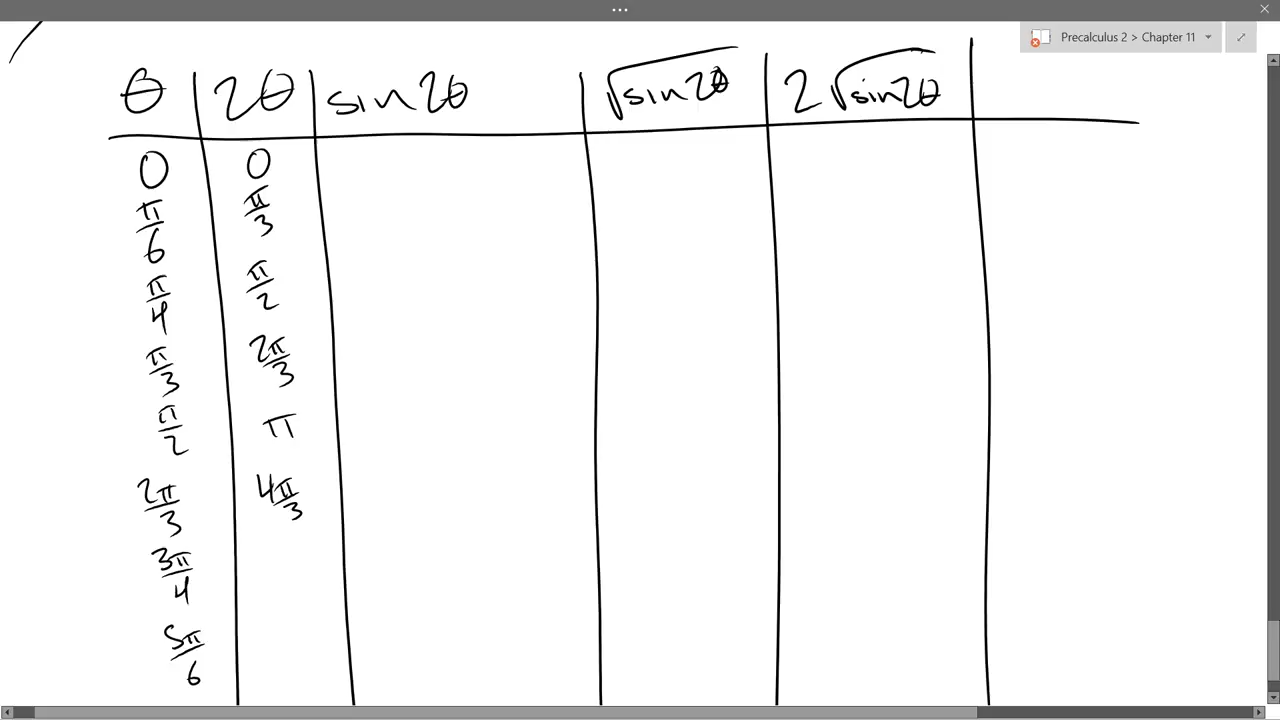 ...
Precalculus 2 > Chapter 11
θ | 2θ | sin2θ | √sin2θ | 2√sin2θ |
0 | 0
π/6 | π/3
π/4 | π/2
π/3 | 2π/3
π/2 | π
2π/3 | 4π/3
3π/4
5π/6